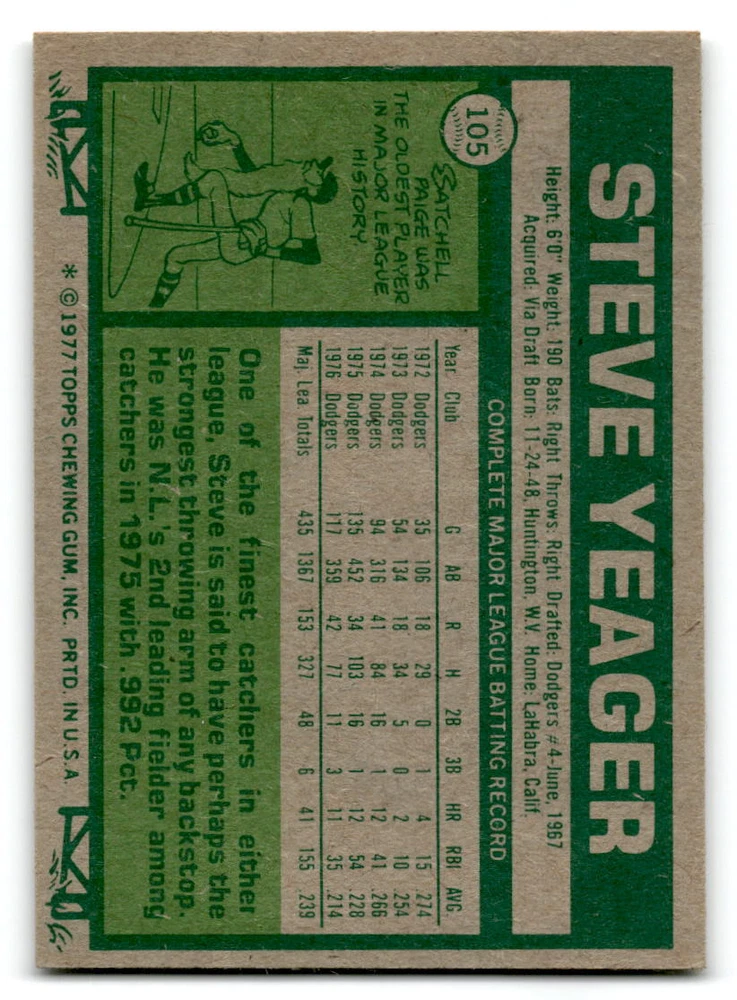 105
STEVE YEAGER
Height: 6'0" Weight: 190 Bats: Right Throws: Right Drafted: Dodgers #4-June, 1967
Acquired: Via Draft Born: 11-24-48, Huntington, W.V. Home: LaHabra, Calif.
COMPLETE MAJOR LEAGUE BATTING RECORD
Year Club G AB R H 2B 3B HR RBI AVG
1972 Dodgers 35 106 18 29 0 1 4 15 .274
1973 Dodgers 54 134 18 34 5 0 2 10 .254
1974 Dodgers 94 316 41 84 16 1 12 41 .266
1975 Dodgers 135 452 34 103 16 1 12 54 .228
1976 Dodgers 117 359 42 77 11 3 11 35 .214
Maj. Lea Totals 435 1367 153 327 48 6 41 155 .239
SATCHELL
PAIGE WAS
THE OLDEST PLAYER
IN MAJOR LEAGUE
HISTORY
One of the finest catchers in either
league, Steve is said to have perhaps the
strongest throwing arm of any backstop.
He was N.L.'s 2nd leading fielder among
catchers in 1975 with .992 Pct.
* © 1977 TOPPS CHEWING GUM, INC. PRTD. IN U.S.A.